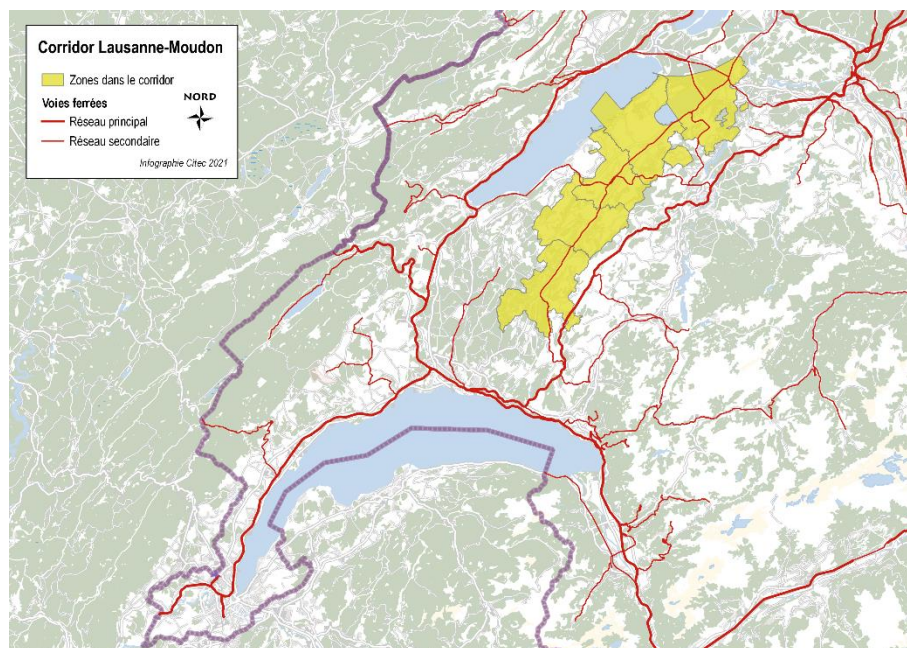 Corridor Lausanne-Moudon
Zones dans le corridor
Voies ferrées
NORD
Réseau principal
Réseau secondaire
Infographie Citec 2021